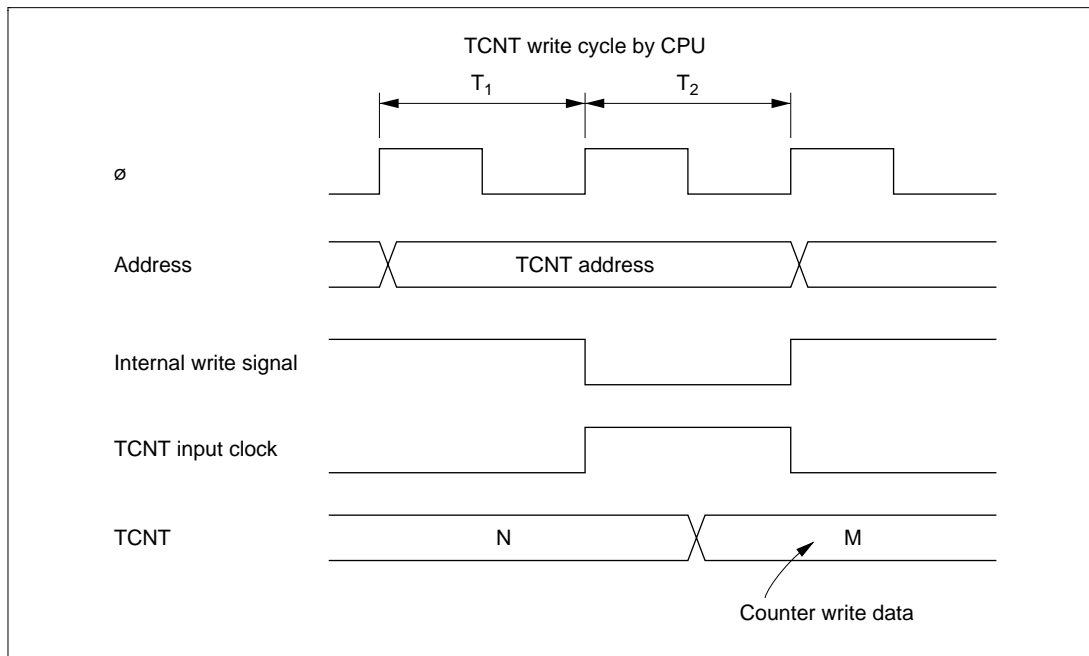 TCNT write cycle by CPU
T1 T2
ø
Address TCNT address
Internal write signal
TCNT input clock
TCNT N M
Counter write data